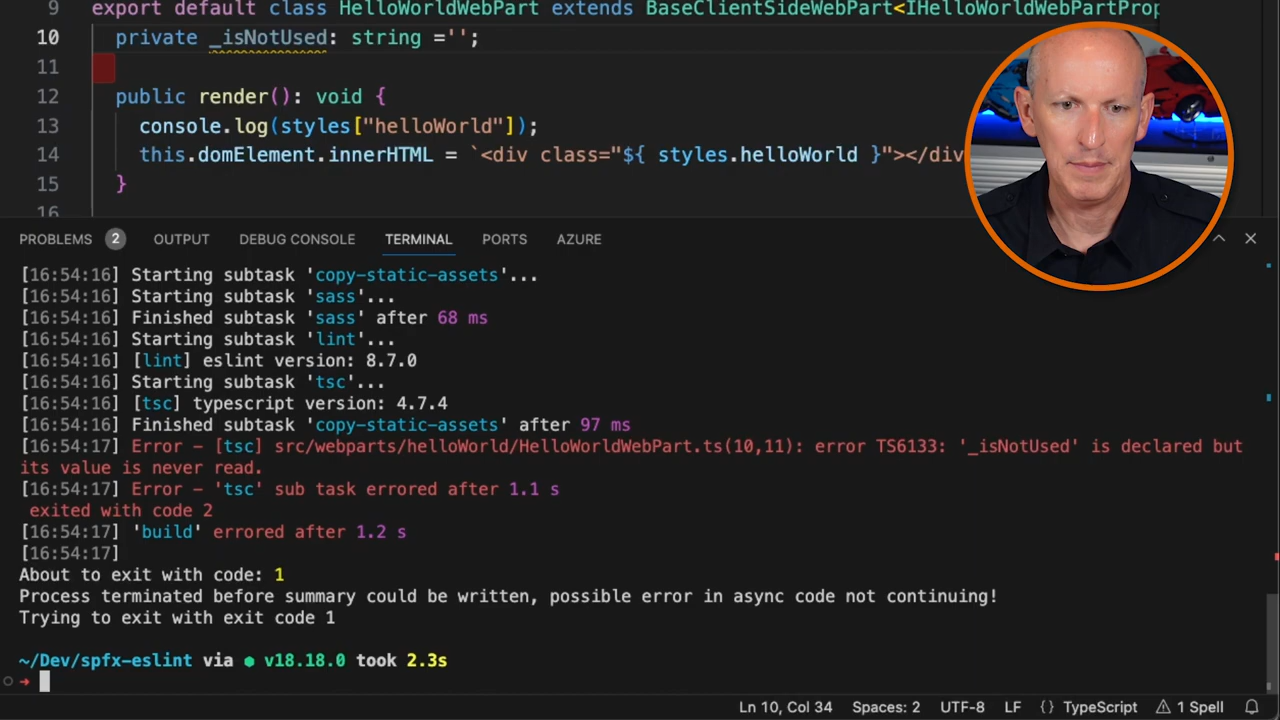 9 export default class HelloWorldWebPart extends BaseClientSideWebPart<IHelloWorldWebPartProp
10 private _isNotUsed: string ='';
11
12 public render(): void {
13 console.log(styles["helloWorld"]);
14 this.domElement.innerHTML = `<div class="${ styles.helloWorld }"></div
15 }
16
PROBLEMS 2 OUTPUT DEBUG CONSOLE TERMINAL PORTS AZURE
[16:54:16] Starting subtask 'copy-static-assets'...
[16:54:16] Starting subtask 'sass'...
[16:54:16] Finished subtask 'sass' after 68 ms
[16:54:16] Starting subtask 'lint'...
[16:54:16] [lint] eslint version: 8.7.0
[16:54:16] Starting subtask 'tsc'...
[16:54:16] [tsc] typescript version: 4.7.4
[16:54:16] Finished subtask 'copy-static-assets' after 97 ms
[16:54:17] Error - [tsc] src/webparts/helloWorld/HelloWorldWebPart.ts(10,11): error TS6133: '_isNotUsed' is declared but
its value is never read.
[16:54:17] Error - 'tsc' sub task errored after 1.1 s
exited with code 2
[16:54:17] 'build' errored after 1.2 s
[16:54:17]
About to exit with code: 1
Process terminated before summary could be written, possible error in async code not continuing!
Trying to exit with exit code 1
~/Dev/spfx-eslint via ● v18.18.0 took 2.3s
➜
Ln 10, Col 34 Spaces: 2 UTF-8 LF {} TypeScript 1 Spell